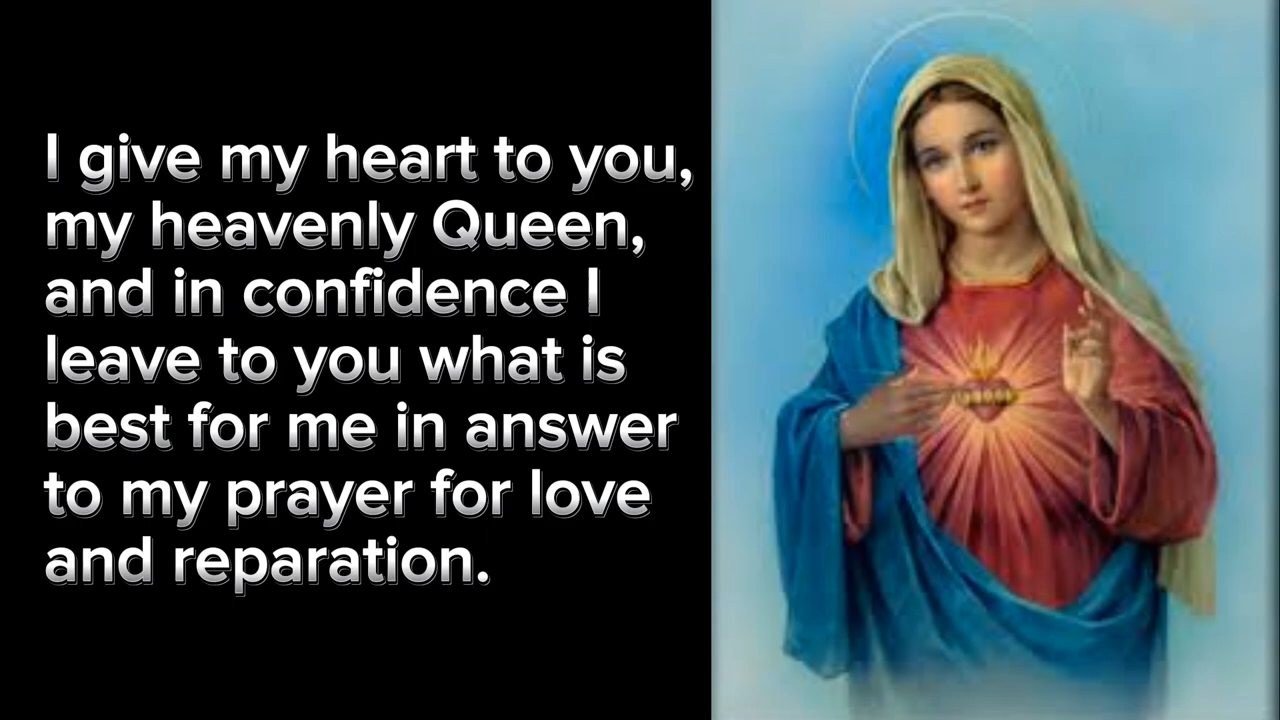 I give my heart to you,
my heavenly Queen,
and in confidence I
leave to you what is
best for me in answer
to my prayer for love
and reparation.